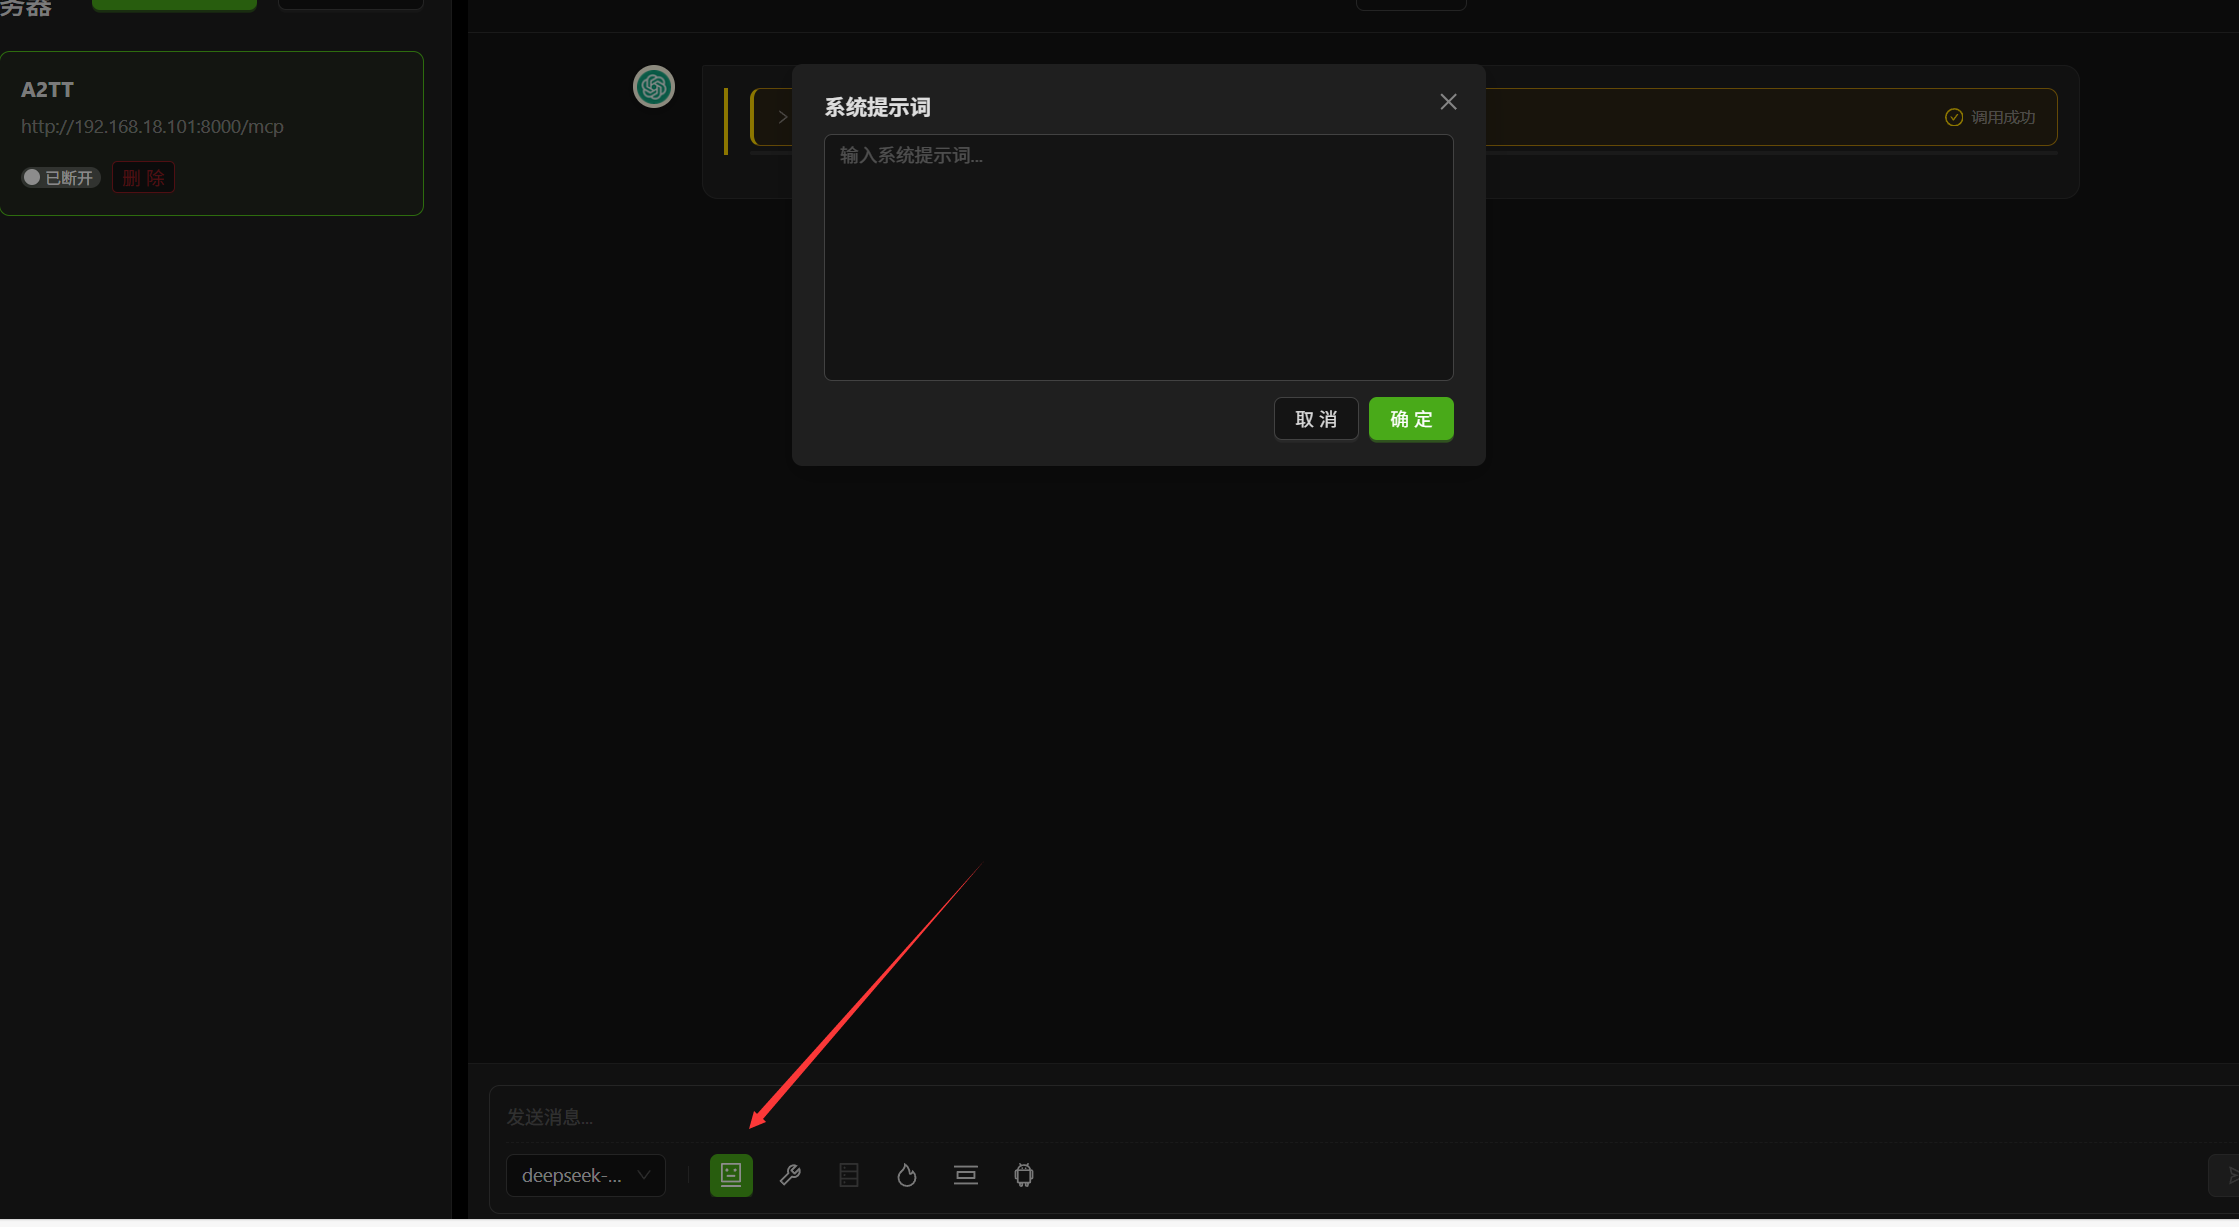 务器
A2TT
http://192.168.18.101:8000/mcp
已断开
删 除
系统提示词
输入系统提示词...
取 消
确 定
调用成功
发送消息...
deepseek-...